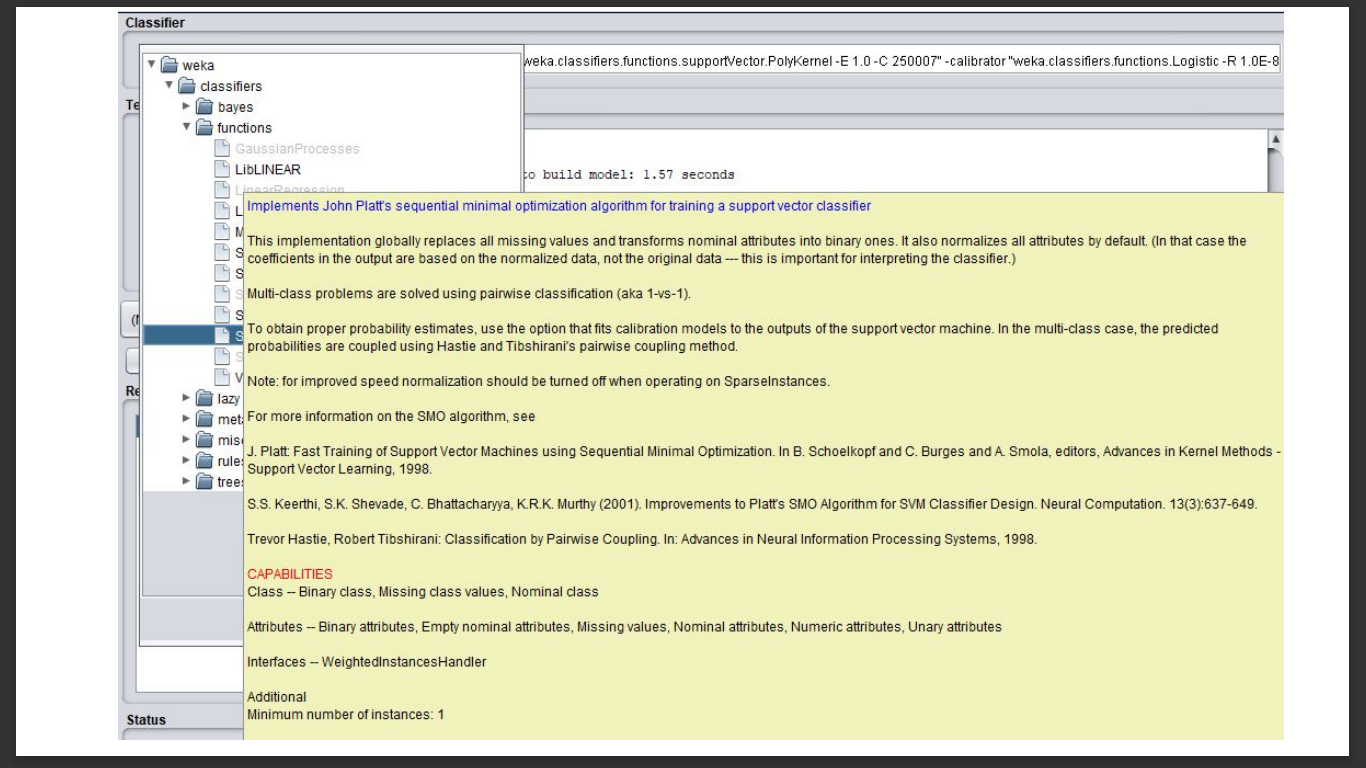 Classifier
weka
weka.classifiers.functions.supportVector.PolyKernel -E 1.0 -C 250007" -calibrator "weka.classifiers.functions.Logistic -R 1.0E-8
classifiers
bayes
functions
GaussianProcesses
LibLINEAR
to build model: 1.57 seconds
LinearRegression
Implements John Platt's sequential minimal optimization algorithm for training a support vector classifier
This implementation globally replaces all missing values and transforms nominal attributes into binary ones. It also normalizes all attributes by default. (In that case the
coefficients in the output are based on the normalized data, not the original data --- this is important for interpreting the classifier.)
Multi-class problems are solved using pairwise classification (aka 1-vs-1).
To obtain proper probability estimates, use the option that fits calibration models to the outputs of the support vector machine. In the multi-class case, the predicted
probabilities are coupled using Hastie and Tibshirani's pairwise coupling method.
Note: for improved speed normalization should be turned off when operating on SparseInstances.
lazy
For more information on the SMO algorithm, see
J. Platt: Fast Training of Support Vector Machines using Sequential Minimal Optimization. In B. Schoelkopf and C. Burges and A. Smola, editors, Advances in Kernel Methods -
Support Vector Learning, 1998.
S.S. Keerthi, S.K. Shevade, C. Bhattacharyya, K.R.K. Murthy (2001). Improvements to Platt's SMO Algorithm for SVM Classifier Design. Neural Computation. 13(3):637-649.
Trevor Hastie, Robert Tibshirani: Classification by Pairwise Coupling. In: Advances in Neural Information Processing Systems, 1998.
CAPABILITIES
Class -- Binary class, Missing class values, Nominal class
Attributes -- Binary attributes, Empty nominal attributes, Missing values, Nominal attributes, Numeric attributes, Unary attributes
Interfaces -- WeightedInstancesHandler
Additional
Minimum number of instances: 1
Status